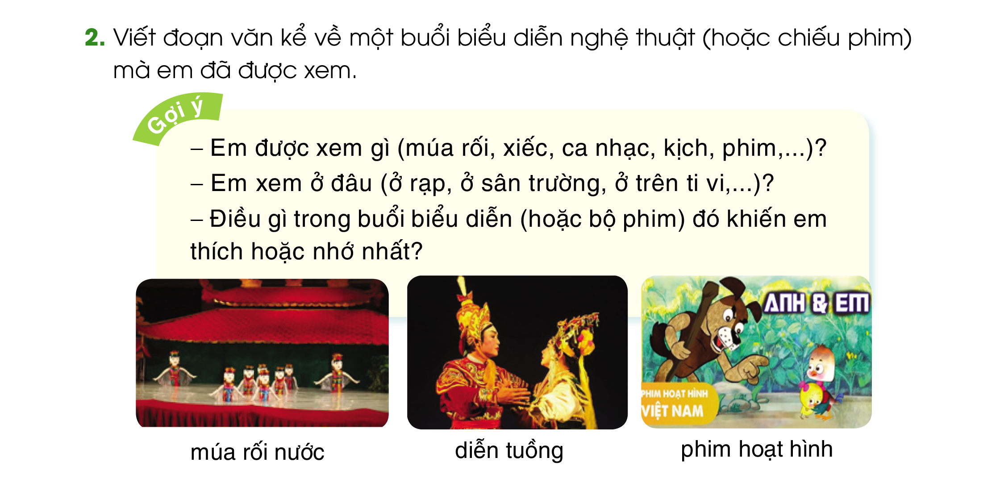 2. Viết đoạn văn kể về một buổi biểu diễn nghệ thuật (hoặc chiếu phim)
mà em đã được xem.
Gợi ý
– Em được xem gì (múa rối, xiếc, ca nhạc, kịch, phim,...)?
– Em xem ở đâu (ở rạp, ở sân trường, ở trên ti vi,...)?
– Điều gì trong buổi biểu diễn (hoặc bộ phim) đó khiến em
thích hoặc nhớ nhất?
ANH & EM
PHIM HOẠT HÌNH
VIỆT NAM
múa rối nước
diễn tuồng
phim hoạt hình